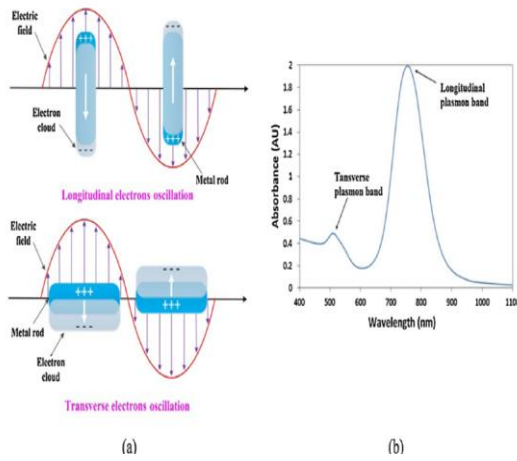 Electric
field
+++
- - -
Electron
cloud
- - -
+++
Metal rod
Longitudinal electrons oscillation
Electric
field
+++
- - -
Metal rod
Electron
cloud
- - -
+++
Transverse electrons oscillation
(a)
Absorbance (AU)
2
1.8
1.6
1.4
1.2
1
0.8
0.6
0.4
0.2
0
Longitudinal
plasmon band
Tansverse
plasmon band
400 500 600 700 800 900 1000 1100
Wavelength (nm)
(b)